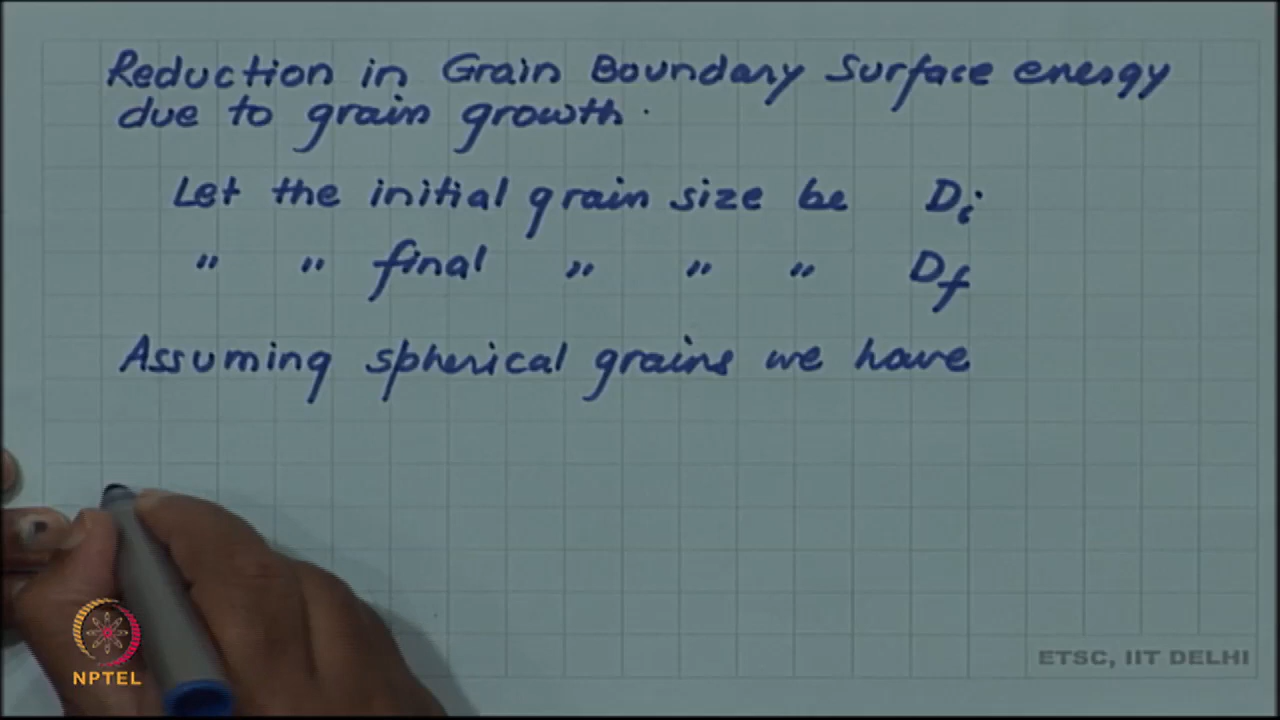 Reduction in Grain Boundary Surface energy
due to grain growth.
Let the initial grain size be Di
" " final " " " Df
Assuming spherical grains we have
NPTEL
ETSC, IIT DELHI